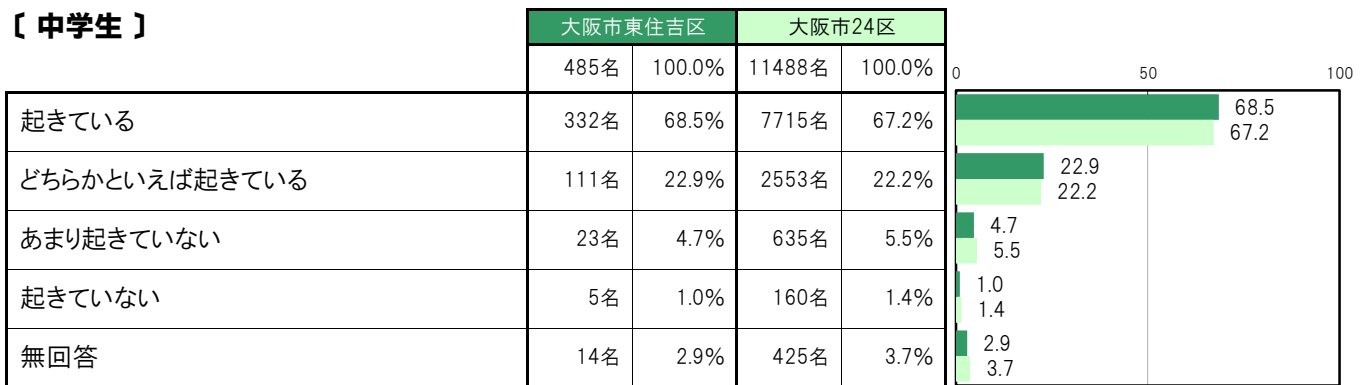 〔 中学生 〕
大阪市東住吉区 大阪市24区
485名 100.0% 11488名 100.0%
0 50 100
起きている 332名 68.5% 7715名 67.2%
68.5
67.2
どちらかといえば起きている 111名 22.9% 2553名 22.2%
22.9
22.2
あまり起きていない 23名 4.7% 635名 5.5%
4.7
5.5
起きていない 5名 1.0% 160名 1.4%
1.0
1.4
無回答 14名 2.9% 425名 3.7%
2.9
3.7